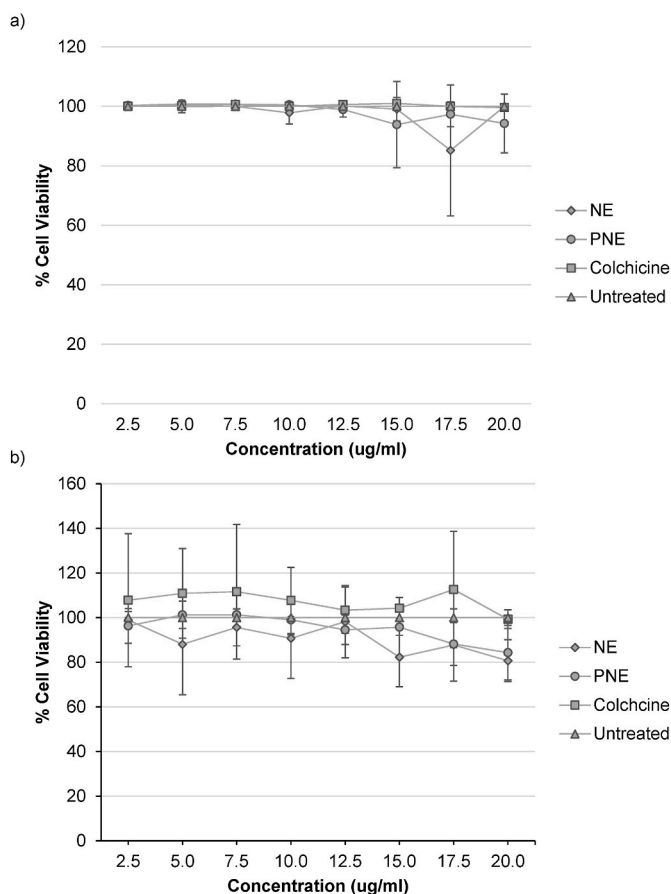 a)
120
100
80
60
40
20
0
% Cell Viability
2.5 5.0 7.5 10.0 12.5 15.0 17.5 20.0
Concentration (ug/ml)
NE
PNE
Colchicine
Untreated
b)
160
140
120
100
80
60
40
20
0
% Cell Viability
2.5 5.0 7.5 10.0 12.5 15.0 17.5 20.0
Concentration (ug/ml)
NE
PNE
Colchcine
Untreated